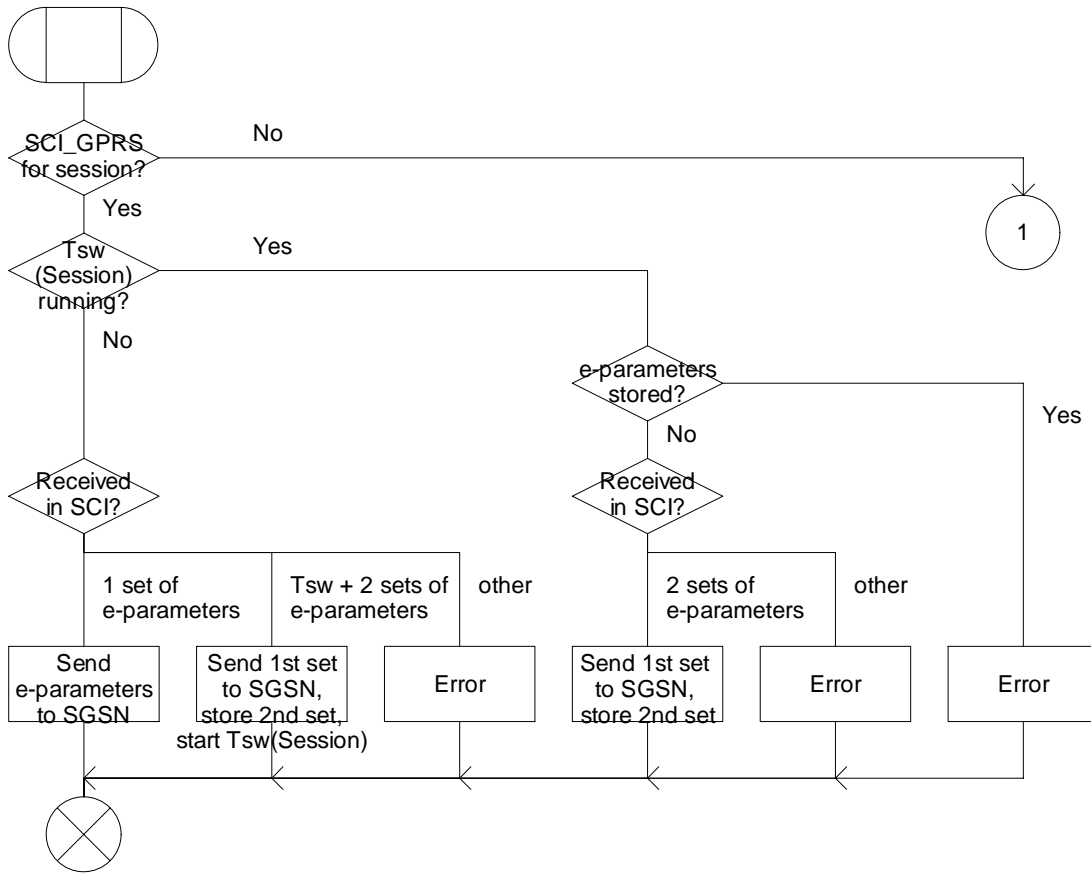 SCI_GPRS
for session?
No
Yes
1
Tsw
(Session)
running?
Yes
No
e-parameters
stored?
Yes
No
Received
in SCI?
Received
in SCI?
1 set of
e-parameters
Tsw + 2 sets of
e-parameters
other
2 sets of
e-parameters
other
Send
e-parameters
to SGSN
Send 1st set
to SGSN,
store 2nd set,
start Tsw(Session)
Error
Send 1st set
to SGSN,
store 2nd set
Error
Error